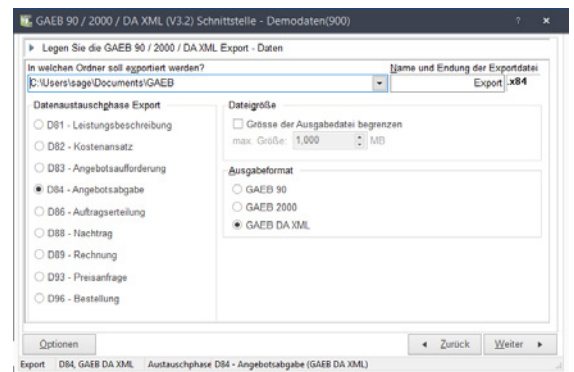 GAEB 90 / 2000 / DA XML (V3.2) Schnittstelle - Demodaten(900)
Legen Sie die GAEB 90 / 2000 / DA XML Export - Daten
In welchen Ordner soll exportiert werden?
Name und Endung der Exportdatei
C:\Users\sage\Documents\GAEB
Export .x84
Datenaustauschphase Export
D81 - Leistungsbeschreibung
D82 - Kostenansatz
D83 - Angebotsaufforderung
D84 - Angebotsabgabe
D86 - Auftragserteilung
D88 - Nachtrag
D89 - Rechnung
D93 - Preisanfrage
D96 - Bestellung
Dateigröße
Grösse der Ausgabedatei begrenzen
max. Größe: 1,000 MB
Ausgabeformat
GAEB 90
GAEB 2000
GAEB DA XML
Optionen
Zurück
Weiter
Export D84, GAEB DA XML Austauschphase D84 - Angebotsabgabe (GAEB DA XML)